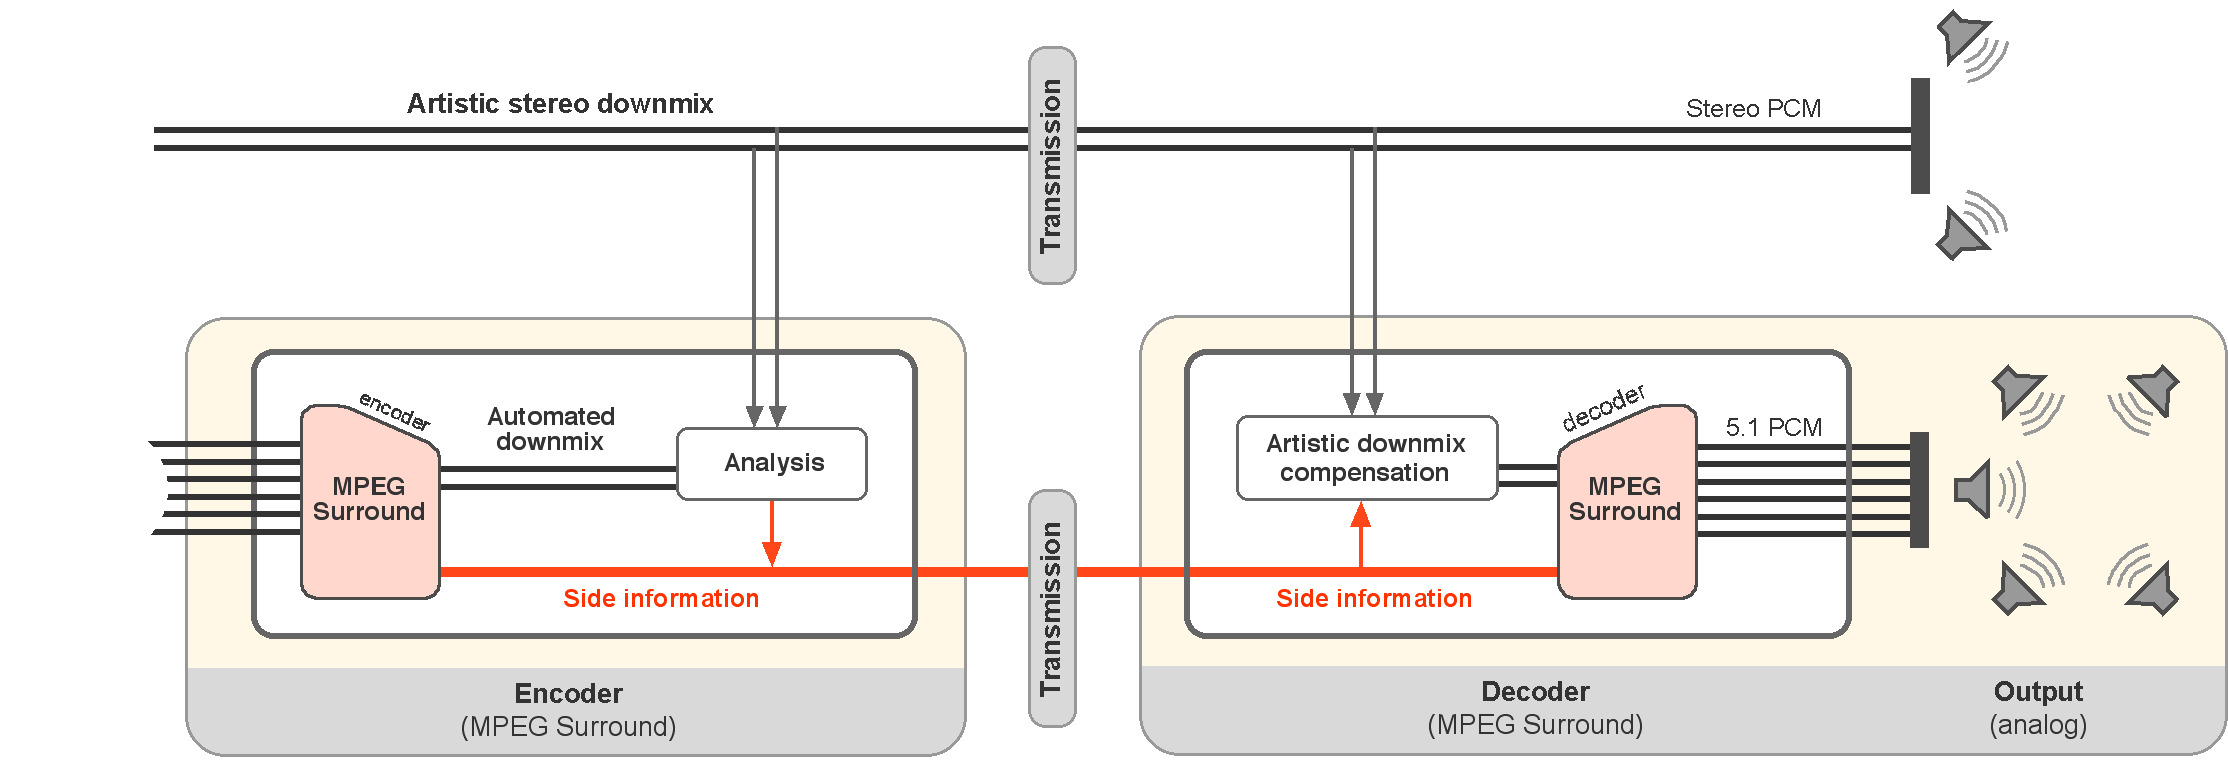 Artistic stereo downmix
Transmission
Stereo PCM
encoder
MPEG
Surround
Automated
downmix
Analysis
Side information
Encoder
(MPEG Surround)
Transmission
Artistic downmix
compensation
decoder
MPEG
Surround
5.1 PCM
Side information
Decoder
(MPEG Surround)
Output
(analog)